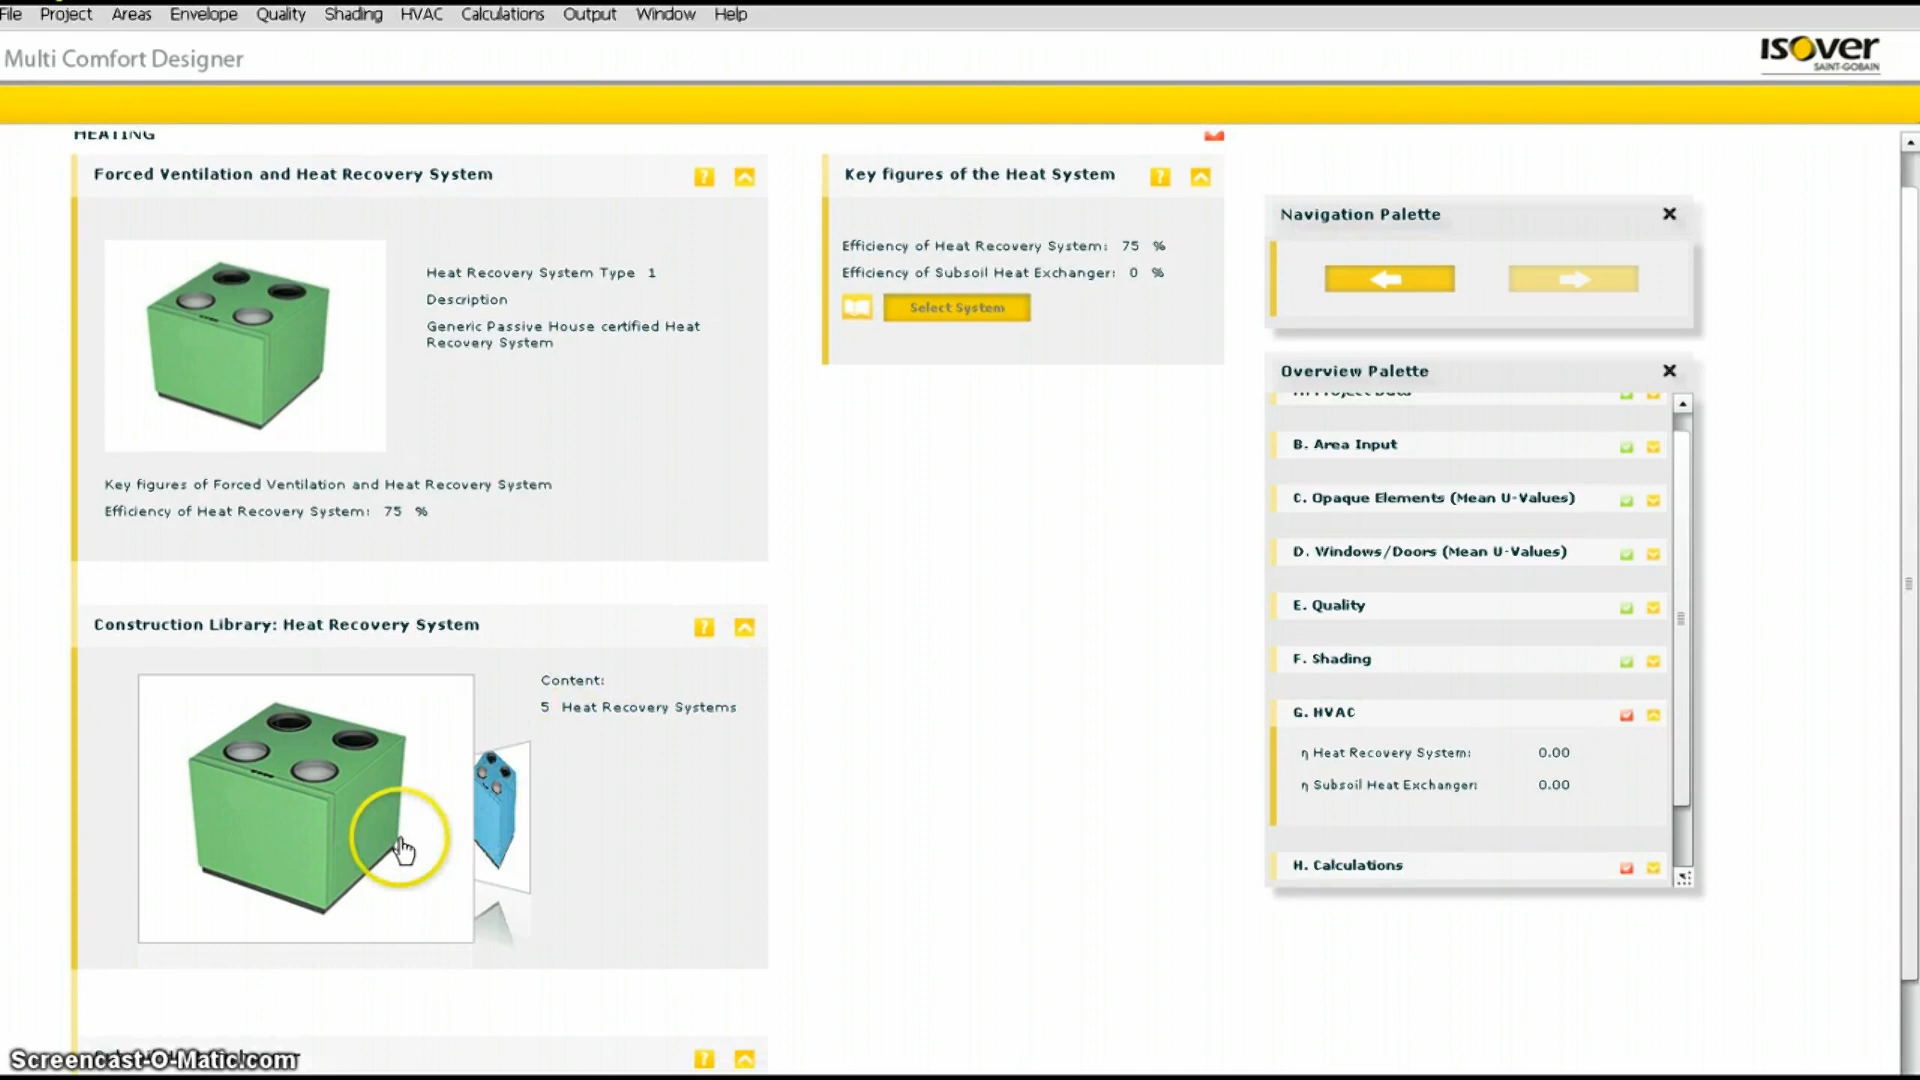 File Project Areas Envelope Quality Shading HVAC Calculations Output Window Help
Multi Comfort Designer
ISOVER
SAINT-GOBAIN
HEATING
Forced Ventilation and Heat Recovery System
?
Heat Recovery System Type 1
Description
Generic Passive House certified Heat
Recovery System
Key figures of Forced Ventilation and Heat Recovery System
Efficiency of Heat Recovery System: 75 %
Construction Library: Heat Recovery System
?
Content:
5 Heat Recovery Systems
?
Key figures of the Heat System
?
Efficiency of Heat Recovery System: 75 %
Efficiency of Subsoil Heat Exchanger: 0 %
Select System
Navigation Palette
Overview Palette
A. Project Data
B. Area Input
C. Opaque Elements (Mean U-Values)
D. Windows/Doors (Mean U-Values)
E. Quality
F. Shading
G. HVAC
η Heat Recovery System: 0.00
η Subsoil Heat Exchanger: 0.00
H. Calculations
Screencast-O-Matic.com